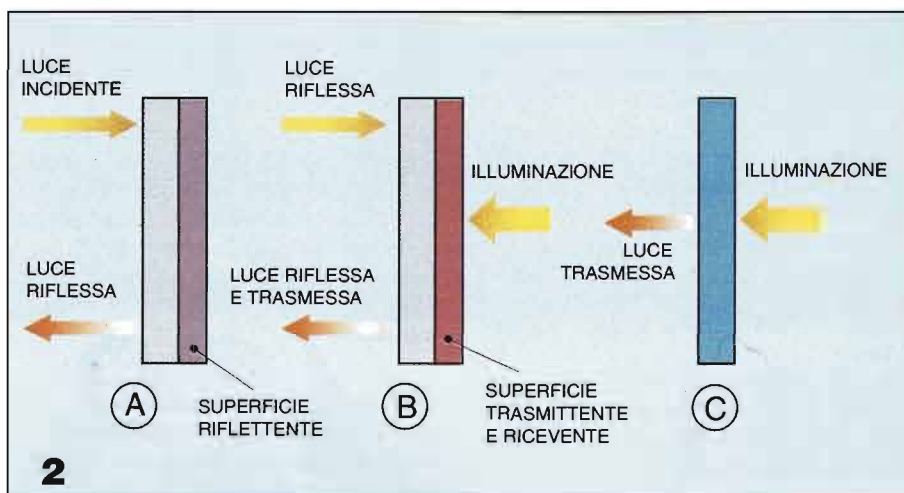 LUCE
INCIDENTE
LUCE
RIFLESSA
SUPERFICIE
RIFLETTENTE
A
LUCE
RIFLESSA
ILLUMINAZIONE
LUCE RIFLESSA
E TRASMESSA
SUPERFICIE
TRASMITTENTE
E RICEVENTE
B
ILLUMINAZIONE
LUCE
TRASMESSA
C
2